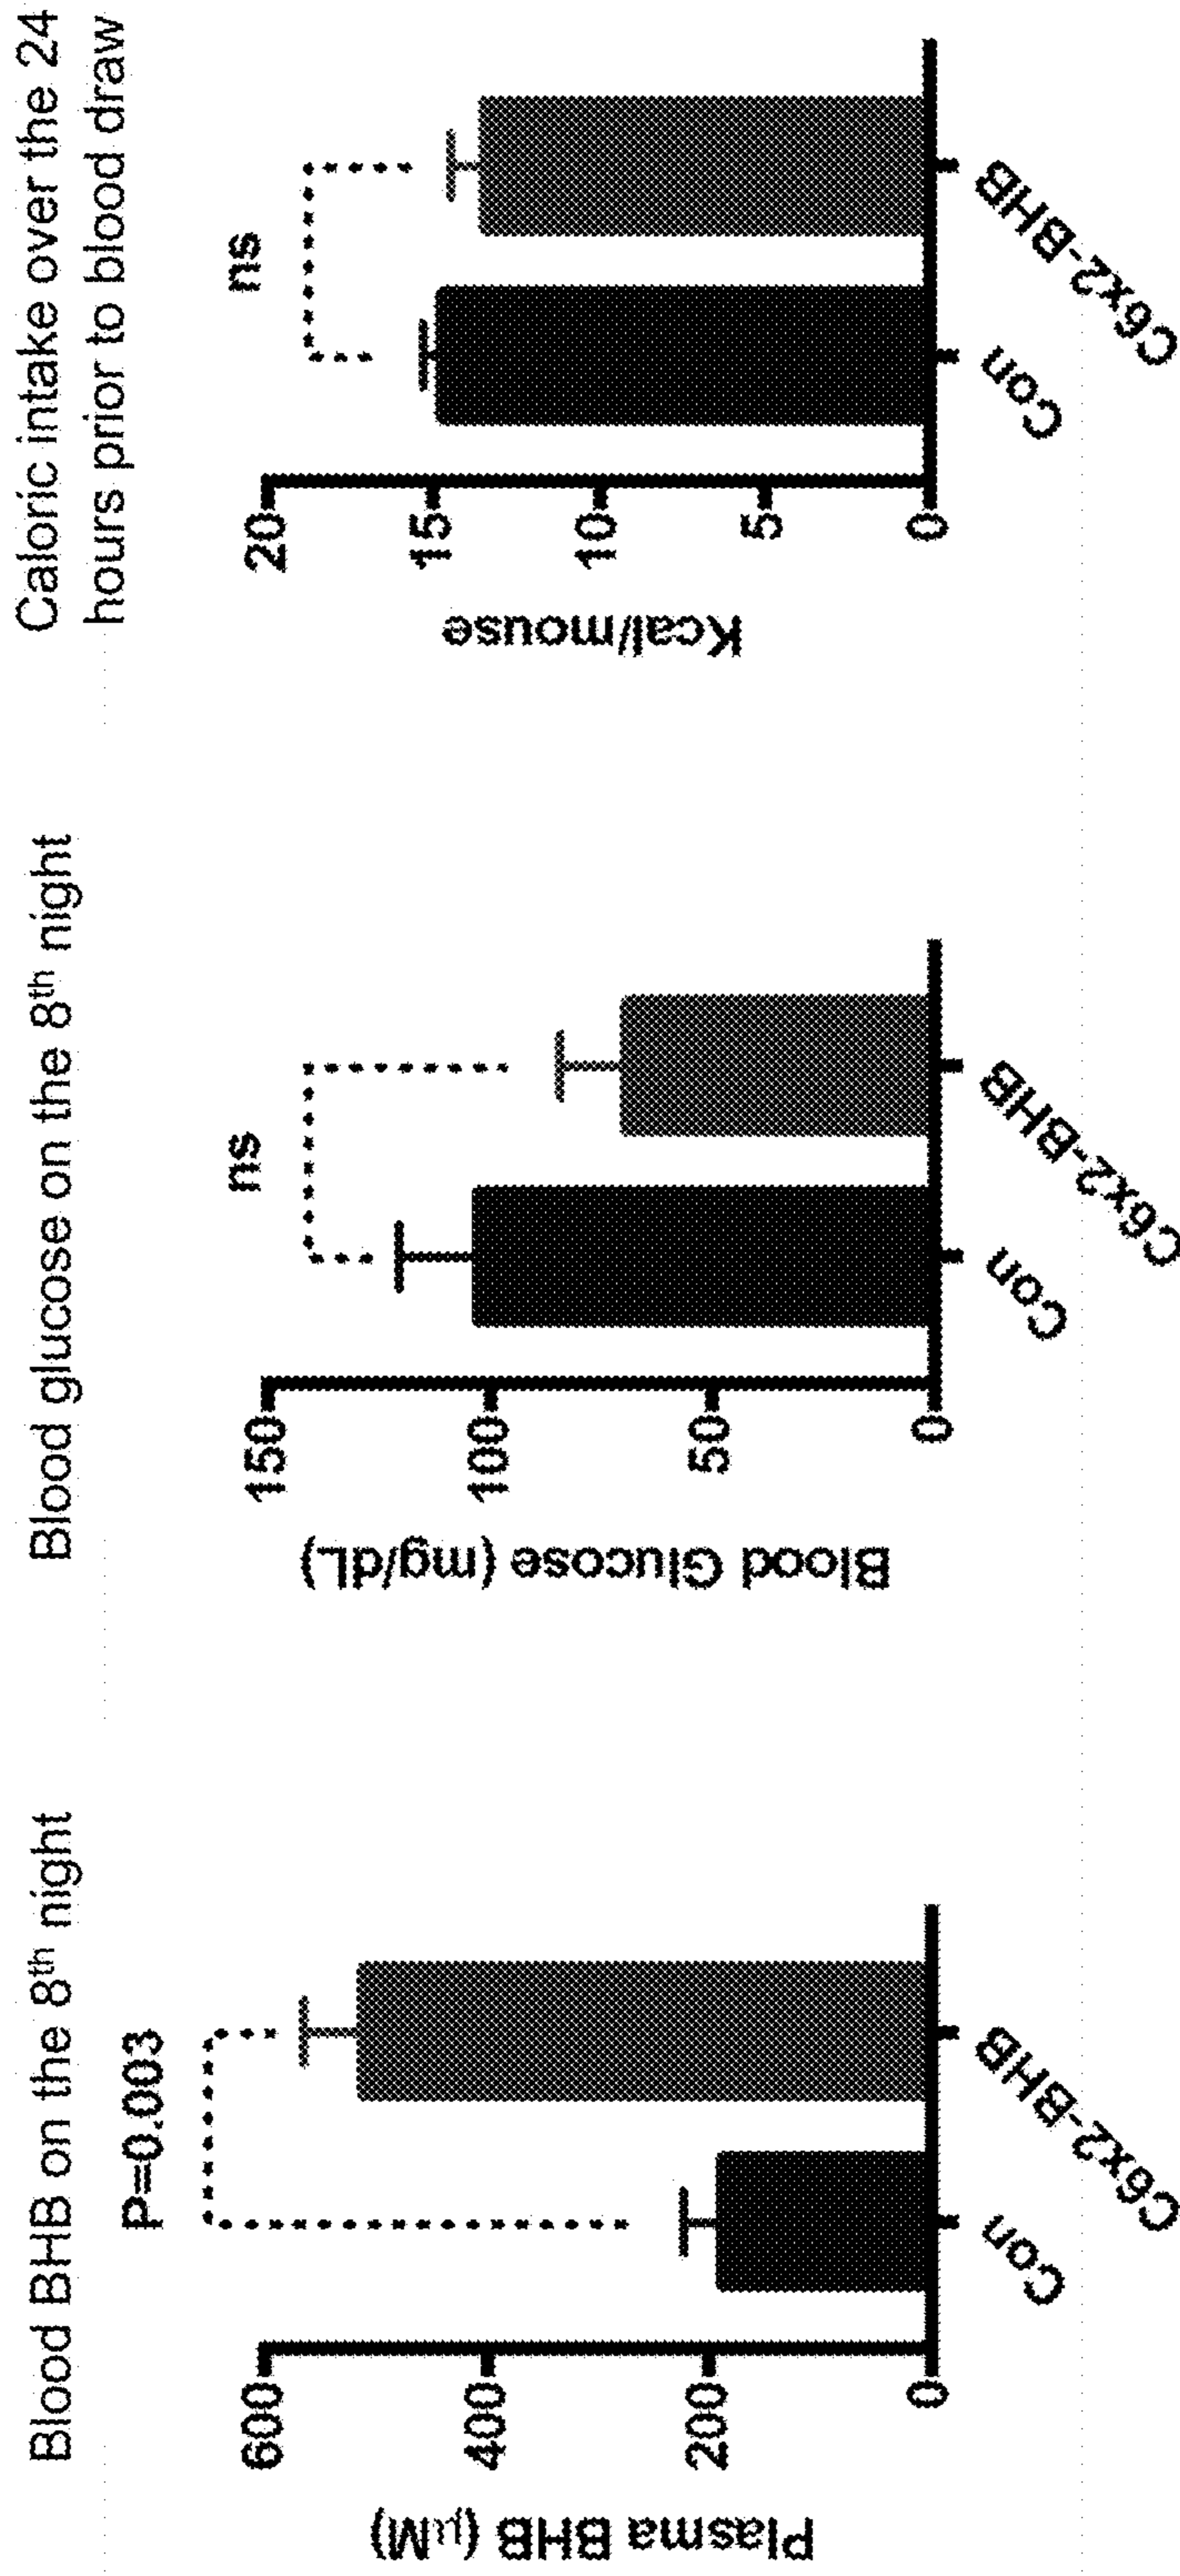 Blood BHB on the 8th night
P=0.003
Plasma BHB (μM)
600
400
200
0
Con
C6x2-BHB
Blood glucose on the 8th night
ns
Blood Glucose (mg/dL)
150
100
50
0
Con
C6x2-BHB
Caloric intake over the 24
hours prior to blood draw
ns
Kcal/mouse
20
15
10
5
0
Con
C6x2-BHB